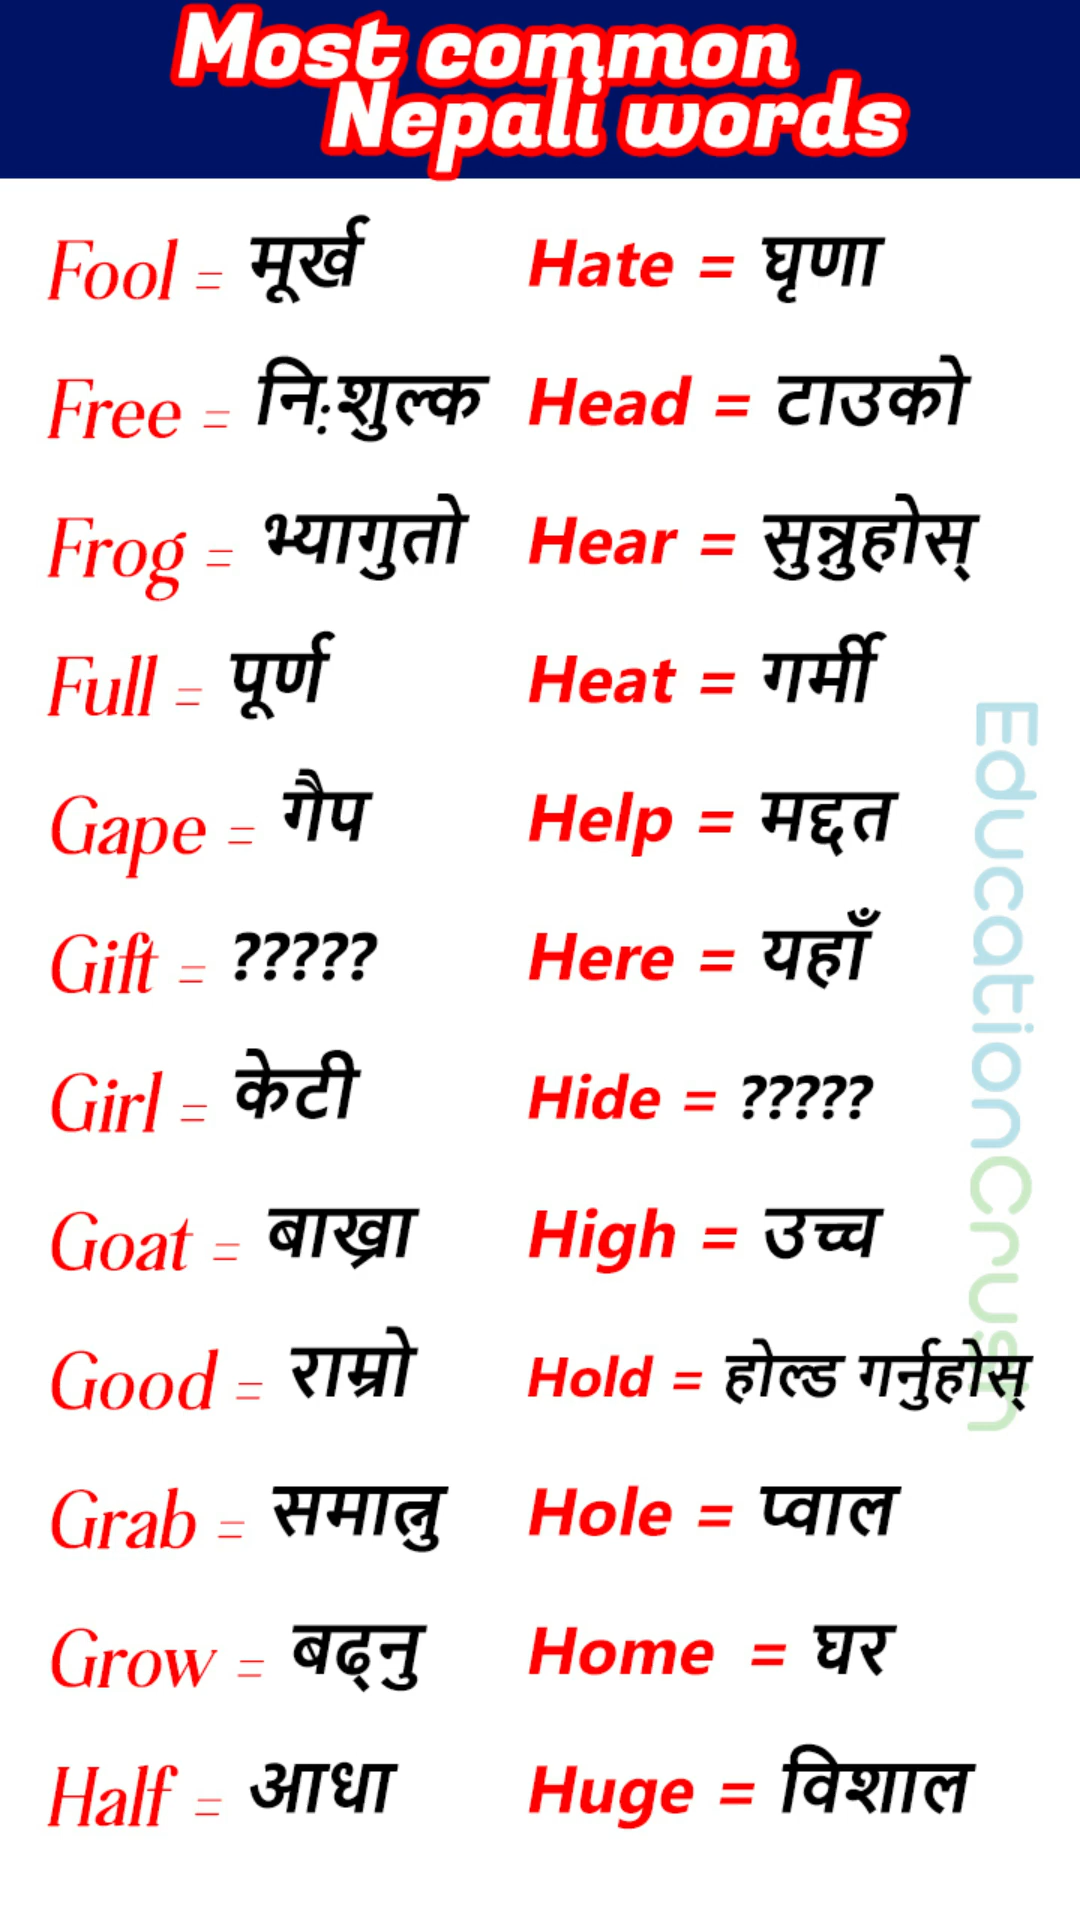 Most common
Nepali words
Fool = मूर्ख
Free = नि:शुल्क
Frog = भ्यागुतो
Full = पूर्ण
Gape = गैप
Gift = ?????
Girl = केटी
Goat = बाख्रा
Good = राम्रो
Grab = समात्नु
Grow = बढ्नु
Half = आधा
Hate = घृणा
Head = टाउको
Hear = सुन्नुहोस्
Heat = गर्मी
Help = मद्दत
Here = यहाँ
Hide = ?????
High = उच्च
Hold = होल्ड गर्नुहोस्
Hole = प्वाल
Home = घर
Huge = विशाल
EducationCrush